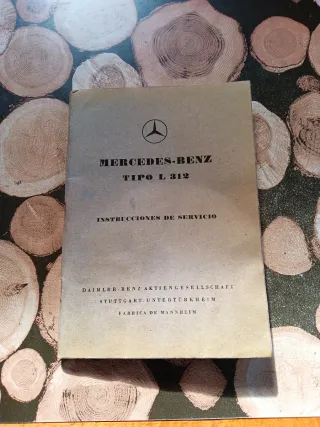 MERCEDES-BENZ
TIPO L 312
INSTRUCCIONES DE SERVICIO
DAIMLER-BENZ AKTIENGESELLSCHAFT
STUTTGART-UNTERTÜRKHEIM
FABRICA DE MANNHEIM